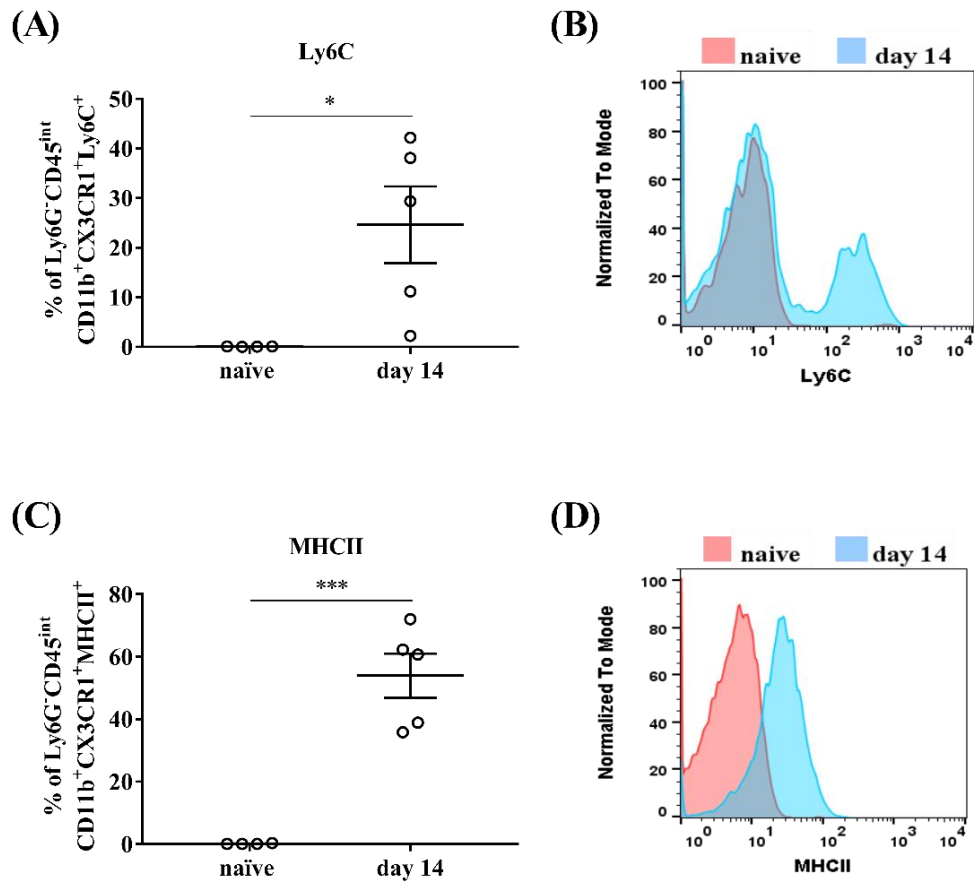 (A)
Ly6C
*
% of Ly6G⁻CD45ⁱⁿᵗ
CD11b⁺CX3CR1⁺Ly6C⁺
50
40
30
20
10
0
naïve day 14
(B)
naive day 14
Normalized To Mode
100
80
60
40
20
0
10⁰ 10¹ 10² 10³ 10⁴
Ly6C
(C)
MHCII
***
% of Ly6G⁻CD45ⁱⁿᵗ
CD11b⁺CX3CR1⁺MHCII⁺
80
60
40
20
0
naïve day 14
(D)
naive day 14
Normalized To Mode
100
80
60
40
20
0
10⁰ 10¹ 10² 10³ 10⁴
MHCII